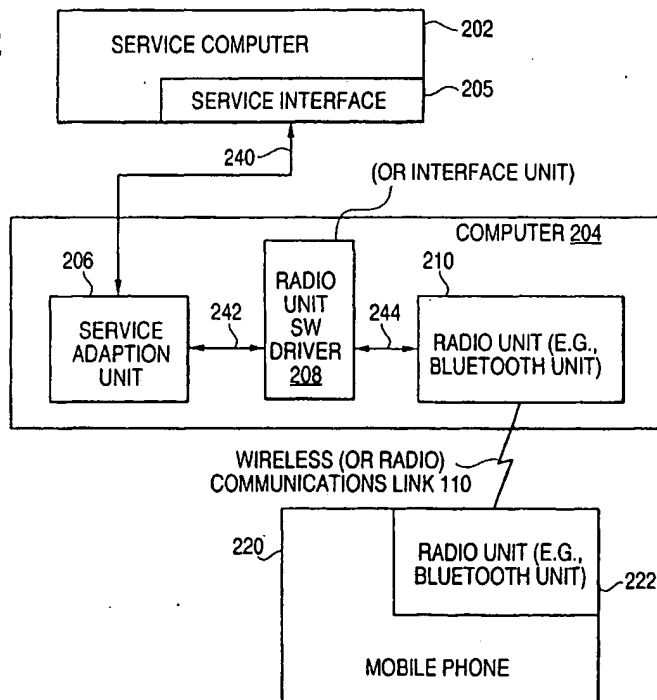 SERVICE COMPUTER
202
SERVICE INTERFACE
205
240
(OR INTERFACE UNIT)
COMPUTER 204
206
SERVICE
ADAPTION
UNIT
242
RADIO
UNIT
SW
DRIVER
208
244
210
RADIO UNIT (E.G.,
BLUETOOTH UNIT)
WIRELESS (OR RADIO)
COMMUNICATIONS LINK 110
220
RADIO UNIT (E.G.,
BLUETOOTH UNIT)
222
MOBILE PHONE